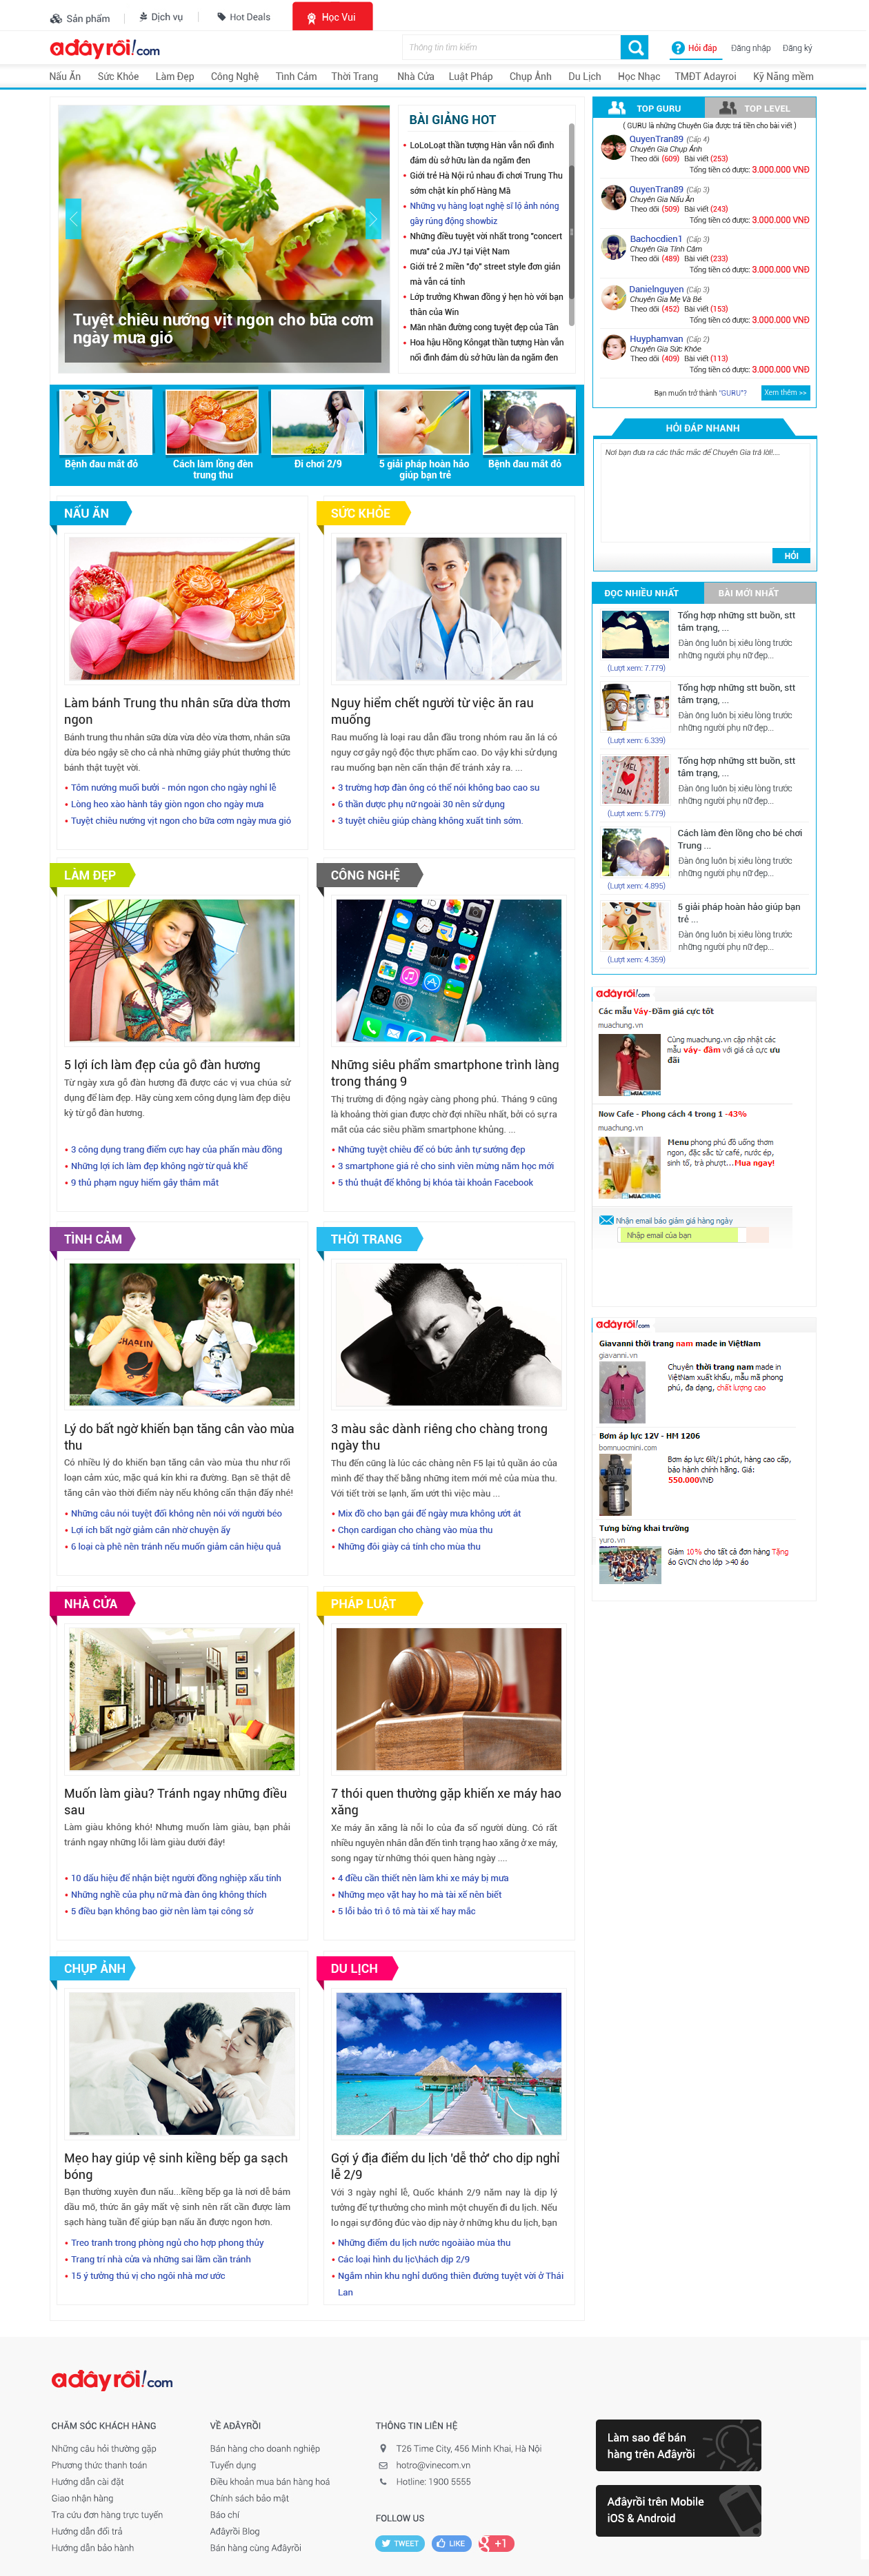 Sản phẩm
Dịch vụ
Hot Deals
Học Vui
adâyrồi!.com
Thông tin tìm kiếm
Hỏi đáp
Đăng nhập
Đăng ký
Nấu Ăn
Sức Khỏe
Làm Đẹp
Công Nghệ
Tình Cảm
Thời Trang
Nhà Cửa
Luật Pháp
Chụp Ảnh
Du Lịch
Học Nhạc
TMĐT Adayroi
Kỹ Năng mềm
Tuyệt chiêu nướng vịt ngon cho bữa cơm
ngày mưa gió
BÀI GIẢNG HOT
LoLoLoạt thần tượng Hàn vẫn nổi đình
đám dù sở hữu làn da ngăm đen
Giới trẻ Hà Nội rủ nhau đi chơi Trung Thu
sớm chật kín phố Hàng Mã
Những vụ hàng loạt nghệ sĩ lộ ảnh nóng
gây rúng động showbiz
Những điều tuyệt vời nhất trong "concert
mưa" của JYJ tại Việt Nam
Giới trẻ 2 miền "đọ" street style đơn giản
mà vẫn cá tính
Lớp trưởng Khwan đồng ý hẹn hò với bạn
thân của Win
Mãn nhãn đường cong tuyệt đẹp của Tân
Hoa hậu Hồng Kôngạt thần tượng Hàn vẫn
nổi đình đám dù sở hữu làn da ngăm đen
Bệnh đau mắt đỏ
Cách làm lồng đèn
trung thu
Đi chơi 2/9
5 giải pháp hoàn hảo
giúp bạn trẻ
Bệnh đau mắt đỏ
TOP GURU
TOP LEVEL
( GURU là những Chuyên Gia được trả tiền cho bài viết )
QuyenTran89 (Cấp 4)
Chuyên Gia Chụp Ảnh
Theo dõi (609) Bài viết (253)
Tổng tiền có được: 3.000.000 VNĐ
QuyenTran89 (Cấp 3)
Chuyên Gia Nấu Ăn
Theo dõi (509) Bài viết (243)
Tổng tiền có được: 3.000.000 VNĐ
Bachocdien1 (Cấp 3)
Chuyên Gia Tình Cảm
Theo dõi (489) Bài viết (233)
Tổng tiền có được: 3.000.000 VNĐ
Danielnguyen (Cấp 3)
Chuyên Gia Mẹ Và Bé
Theo dõi (452) Bài viết (153)
Tổng tiền có được: 3.000.000 VNĐ
Huyphamvan (Cấp 2)
Chuyên Gia Sức Khỏe
Theo dõi (409) Bài viết (113)
Tổng tiền có được: 3.000.000 VNĐ
Bạn muốn trở thành "GURU"?
Xem thêm >>
HỎI ĐÁP NHANH
Nơi bạn đưa ra các thắc mắc để Chuyên Gia trả lời!....
HỎI
ĐỌC NHIỀU NHẤT
BÀI MỚI NHẤT
Tổng hợp những stt buồn, stt
tâm trạng, ...
Đàn ông luôn bị xiêu lòng trước
những người phụ nữ đẹp...
(Lượt xem: 7.779)
Tổng hợp những stt buồn, stt
tâm trạng, ...
Đàn ông luôn bị xiêu lòng trước
những người phụ nữ đẹp...
(Lượt xem: 6.339)
MEL
DAN
Tổng hợp những stt buồn, stt
tâm trạng, ...
Đàn ông luôn bị xiêu lòng trước
những người phụ nữ đẹp...
(Lượt xem: 5.779)
Cách làm đèn lồng cho bé chơi
Trung ...
Đàn ông luôn bị xiêu lòng trước
những người phụ nữ đẹp...
(Lượt xem: 4.895)
5 giải pháp hoàn hảo giúp bạn
trẻ ...
Đàn ông luôn bị xiêu lòng trước
những người phụ nữ đẹp...
(Lượt xem: 4.359)
adâyrồi!.com
Các mẫu Váy-Đầm giá cực tốt
muachung.vn
Cùng muachung.vn cập nhật các
mẫu váy- đầm với giá cả cực ưu
đãi
MUACHUNG
Now Cafe - Phong cách 4 trong 1 -43%
muachung.vn
Menu phong phú đồ uống thơm
ngon, đặc sắc từ café, nước ép,
sinh tố, trà phượt...Mua ngay!
MUACHUNG
Nhận email báo giảm giá hàng ngày
Nhập email của bạn
adâyrồi!.com
Giavanni thời trang nam made in ViệtNam
giavanni.vn
Chuyên thời trang nam made in
ViệtNam xuất khẩu, mẫu mã phong
phú, đa dạng, chất lượng cao
Bơm áp lực 12V - HM 1206
bomnuocmini.com
Bơm áp lực 6lít/1 phút, hàng cao cấp,
bảo hành chính hãng. Giá:
550.000VNĐ
Tưng bừng khai trường
yuro.vn
Giảm 10% cho tất cả đơn hàng Tặng
áo GVCN cho lớp >40 áo
NẤU ĂN
Làm bánh Trung thu nhân sữa dừa thơm
ngon
Bánh trung thu nhân sữa dừa vừa dẻo vừa thơm, nhân sữa
dừa béo ngậy sẽ cho cả nhà những giây phút thưởng thức
bánh thật tuyệt vời.
Tôm nướng muối bưởi - món ngon cho ngày nghỉ lễ
Lòng heo xào hành tây giòn ngon cho ngày mưa
Tuyệt chiêu nướng vịt ngon cho bữa cơm ngày mưa gió
SỨC KHỎE
Nguy hiểm chết người từ việc ăn rau
muống
Rau muống là loại rau dẫn đầu trong nhóm rau ăn lá có
nguy cơ gây ngộ độc thực phẩm cao. Do vậy khi sử dụng
rau muống bạn nên cẩn thận để tránh xảy ra. ...
3 trường hợp đàn ông có thể nói không bao cao su
6 thần dược phụ nữ ngoài 30 nên sử dụng
3 tuyệt chiêu giúp chàng không xuất tinh sớm.
LÀM ĐẸP
5 lợi ích làm đẹp của gỗ đàn hương
Từ ngày xưa gỗ đàn hương đã được các vị vua chúa sử
dụng để làm đẹp. Hãy cùng xem công dụng làm đẹp diệu
kỳ từ gỗ đàn hương.
3 công dụng trang điểm cực hay của phấn màu đồng
Những lợi ích làm đẹp không ngờ từ quả khế
9 thủ phạm nguy hiểm gây thâm mắt
CÔNG NGHỆ
Những siêu phẩm smartphone trình làng
trong tháng 9
Thị trường di động ngày càng phong phú. Tháng 9 cũng
là khoảng thời gian được chờ đợi nhiều nhất, bởi có sự ra
mắt của các siêu phẩm smartphone khủng. ...
Những tuyệt chiêu để có bức ảnh tự sướng đẹp
3 smartphone giá rẻ cho sinh viên mừng năm học mới
5 thủ thuật để không bị khóa tài khoản Facebook
TÌNH CẢM
Lý do bất ngờ khiến bạn tăng cân vào mùa
thu
Có nhiều lý do khiến bạn tăng cân vào mùa thu như rối
loạn cảm xúc, mặc quá kín khi ra đường. Bạn sẽ thật dễ
tăng cân vào thời điểm này nếu không cẩn thận đấy nhé!
Những câu nói tuyệt đối không nên nói với người béo
Lợi ích bất ngờ giảm cân nhờ chuyện ấy
6 loại cà phê nên tránh nếu muốn giảm cân hiệu quả
THỜI TRANG
3 màu sắc dành riêng cho chàng trong
ngày thu
Thu đến cũng là lúc các chàng nên F5 lại tủ quần áo của
mình để thay thế bằng những item mới mẻ của mùa thu.
Với tiết trời se lạnh, ẩm ướt thì việc màu ...
Mix đồ cho bạn gái để ngày mưa không ướt át
Chọn cardigan cho chàng vào mùa thu
Những đôi giày cá tính cho mùa thu
NHÀ CỬA
Muốn làm giàu? Tránh ngay những điều
sau
Làm giàu không khó! Nhưng muốn làm giàu, bạn phải
tránh ngay những lỗi làm giàu dưới đây!
10 dấu hiệu để nhận biệt người đồng nghiệp xấu tính
Những nghề của phụ nữ mà đàn ông không thích
5 điều bạn không bao giờ nên làm tại công sở
PHÁP LUẬT
7 thói quen thường gặp khiến xe máy hao
xăng
Xe máy ăn xăng là nỗi lo của đa số người dùng. Có rất
nhiều nguyên nhân dẫn đến tình trạng hao xăng ở xe máy,
song ngay từ những thói quen hàng ngày ....
4 điều cần thiết nên làm khi xe máy bị mưa
Những mẹo vặt hay ho mà tài xế nên biết
5 lỗi bảo trì ô tô mà tài xế hay mắc
CHỤP ẢNH
Mẹo hay giúp vệ sinh kiềng bếp ga sạch
bóng
Bạn thường xuyên đun nấu...kiềng bếp ga là nơi dễ bám
dầu mỡ, thức ăn gây mất vệ sinh nên rất cần được làm
sạch hàng tuần để giúp bạn nấu ăn được ngon hơn.
Treo tranh trong phòng ngủ cho hợp phong thủy
Trang trí nhà cửa và những sai lầm cần tránh
15 ý tưởng thú vị cho ngôi nhà mơ ước
DU LỊCH
Gợi ý địa điểm du lịch 'dễ thở' cho dịp nghỉ
lễ 2/9
Với 3 ngày nghỉ lễ, Quốc khánh 2/9 năm nay là dịp lý
tưởng để tự thưởng cho mình một chuyến đi du lịch. Nếu
lo ngại sự đông đúc vào dịp này ở những khu du lịch, bạn
Những điểm du lịch nước ngoàiào mùa thu
Các loại hình du lịc\hách dịp 2/9
Ngắm nhìn khu nghỉ dưỡng thiên đường tuyệt vời ở Thái
Lan
adâyrồi!.com
CHĂM SÓC KHÁCH HÀNG
Những câu hỏi thường gặp
Phương thức thanh toán
Hướng dẫn cài đặt
Giao nhận hàng
Tra cứu đơn hàng trực tuyến
Hướng dẫn đổi trả
Hướng dẫn bảo hành
VỀ AĐÂYRỒI
Bán hàng cho doanh nghiệp
Tuyển dụng
Điều khoản mua bán hàng hoá
Chính sách bảo mật
Báo chí
Ađâyrồi Blog
Bán hàng cùng Ađâyrồi
THÔNG TIN LIÊN HỆ
T26 Time City, 456 Minh Khai, Hà Nội
hotro@vinecom.vn
Hotline: 1900 5555
FOLLOW US
TWEET
LIKE
g +1
Làm sao để bán
hàng trên Ađâyrồi
Ađâyrồi trên Mobile
iOS & Android